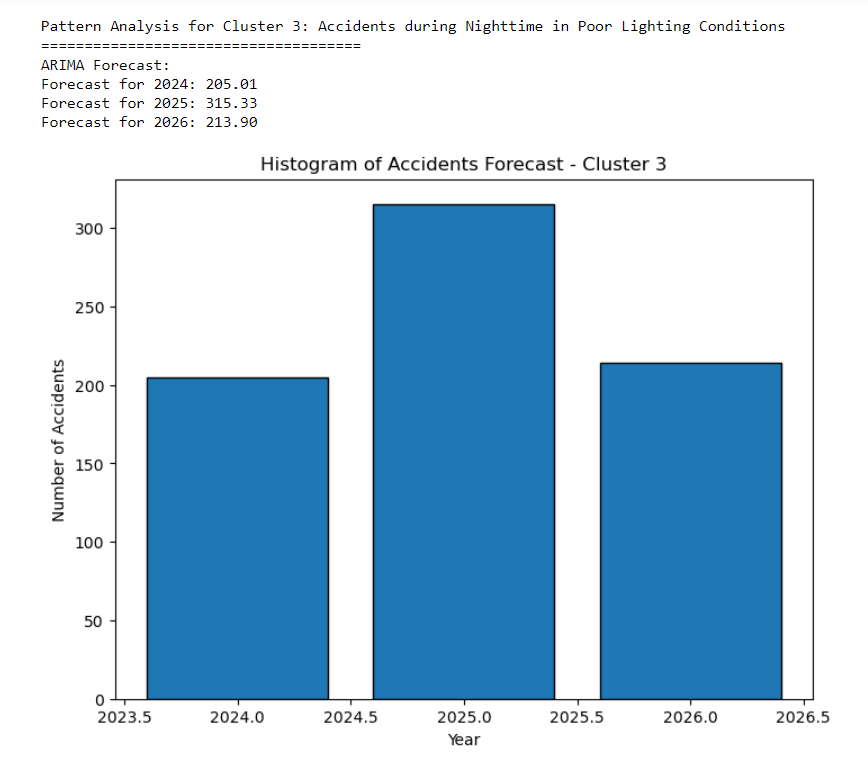 Pattern Analysis for Cluster 3: Accidents during Nighttime in Poor Lighting Conditions
=====================================
ARIMA Forecast:
Forecast for 2024: 205.01
Forecast for 2025: 315.33
Forecast for 2026: 213.90
Histogram of Accidents Forecast - Cluster 3
Number of Accidents
300
250
200
150
100
50
0
2023.5 2024.0 2024.5 2025.0 2025.5 2026.0 2026.5
Year